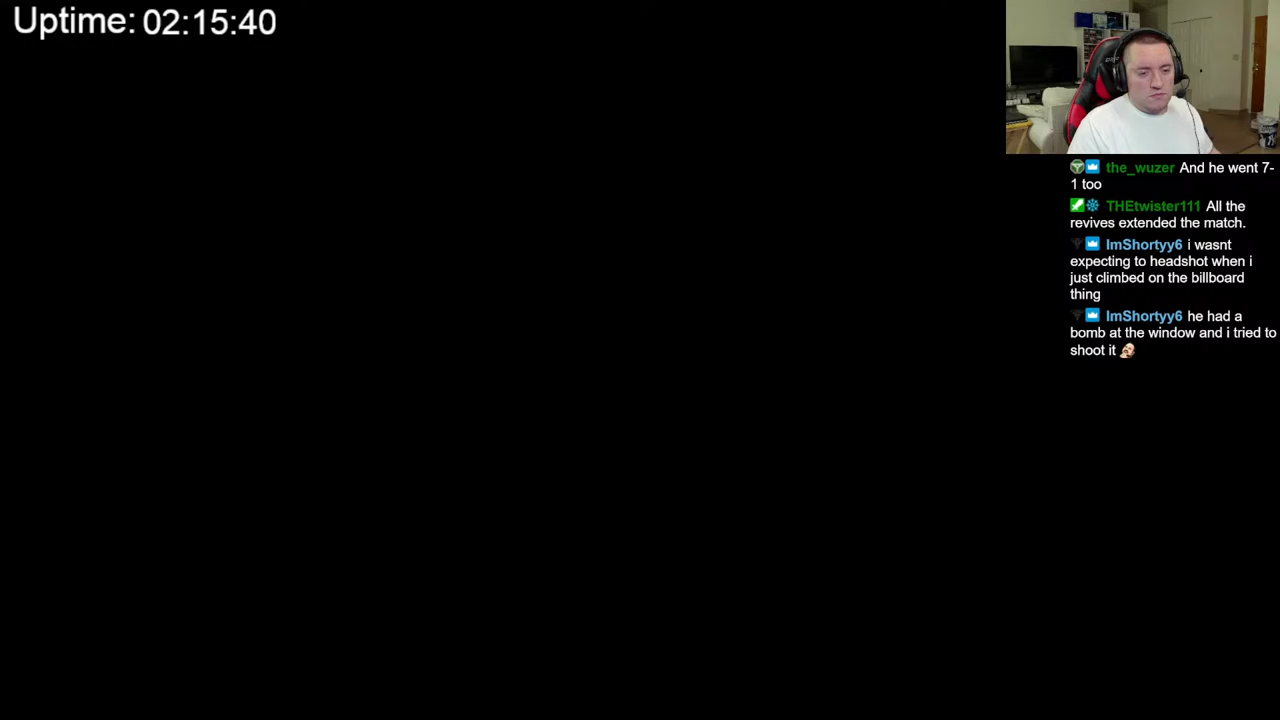 Uptime: 02:15:40
the_wuzer And he went 7-
1 too
THEtwister111 All the
revives extended the match.
ImShortyy6 i wasnt
expecting to headshot when i
just climbed on the billboard
thing
ImShortyy6 he had a
bomb at the window and i tried to
shoot it